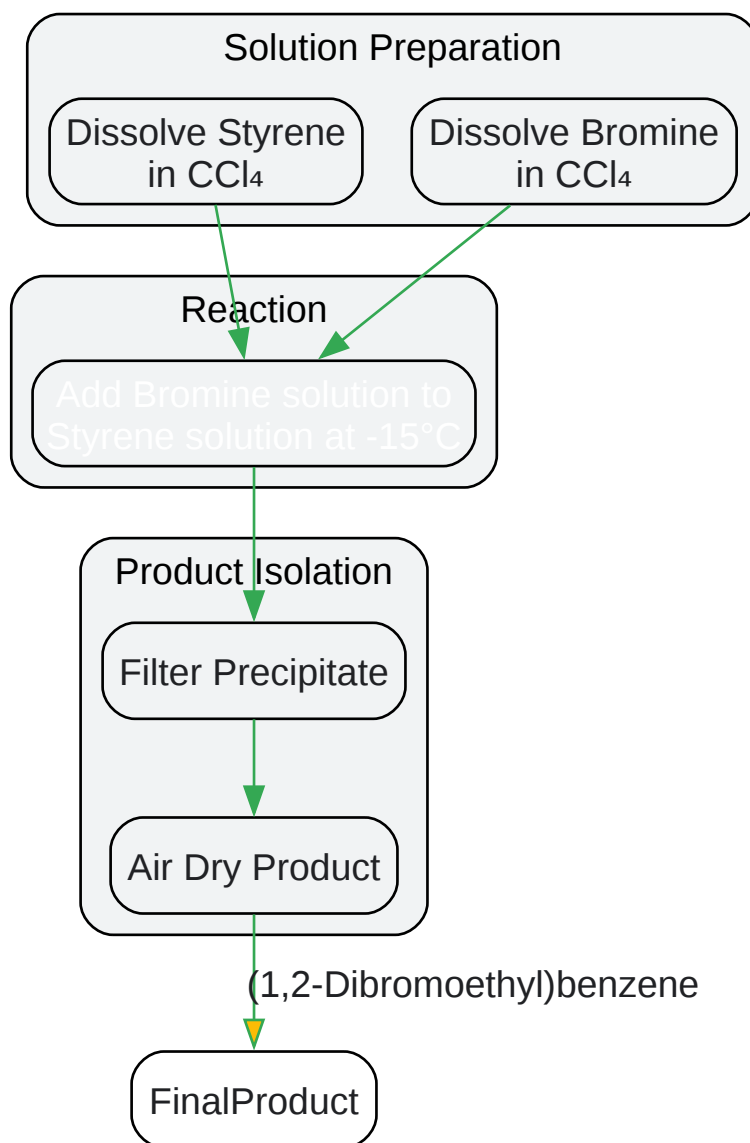 Solution Preparation
Dissolve Styrene
in CCl₄
Dissolve Bromine
in CCl₄
Reaction
Add Bromine solution to
Styrene solution at -15°C
Product Isolation
Filter Precipitate
Air Dry Product
(1,2-Dibromoethyl)benzene
FinalProduct